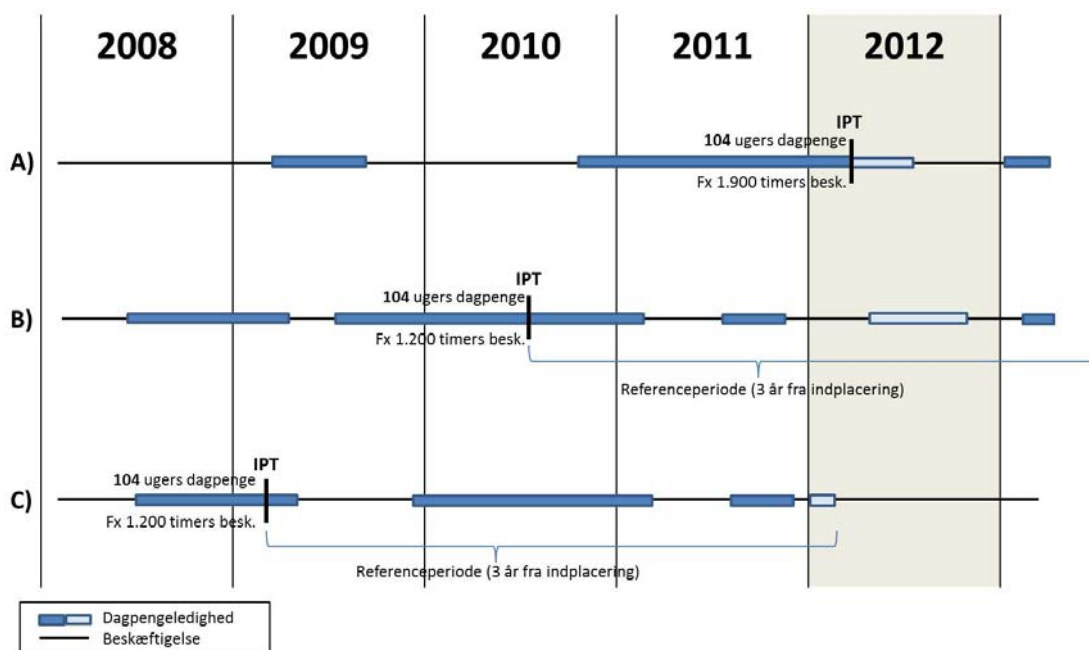 2008 2009 2010 2011 2012
IPT
104 ugers dagpenge
A)
Fx 1.900 timers besk.
IPT
104 ugers dagpenge
B)
Fx 1.200 timers besk.
Referenceperiode (3 år fra indplacering)
IPT
104 ugers dagpenge
C)
Fx 1.200 timers besk.
Referenceperiode (3 år fra indplacering)
Dagpengeledighed
Beskæftigelse